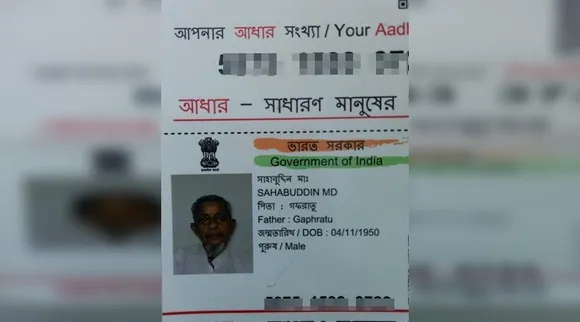 আপনার আধার সংখ্যা / Your
আধার – সাধারণ মানুষের
ভারত সরকার
Government of India
সাহাবুদ্দিন মাঃ
SAHABUDDIN MD
পিতা : গফরাতু
Father : Gaphratu
জন্মতারিখ / DOB : 04/11/1950
পুরুষ / Male